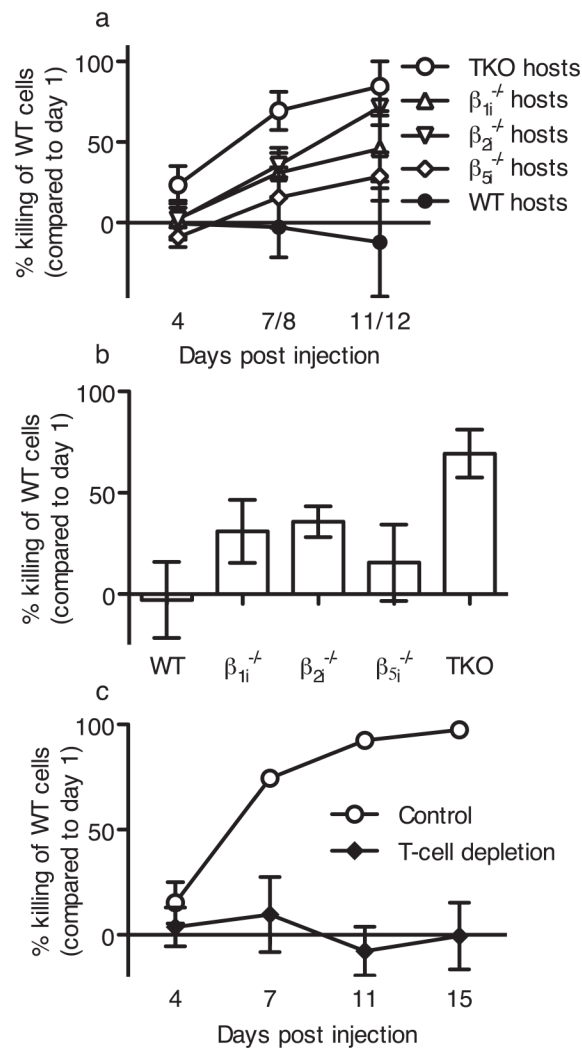 a
% killing of WT cells
(compared to day 1)
100
50
0
4 7/8 11/12
Days post injection
TKO hosts
β1i-/- hosts
β2i-/- hosts
β5i-/- hosts
WT hosts
b
% killing of WT cells
(compared to day 1)
100
50
0
WT β1i-/- β2i-/- β5i-/- TKO
c
% killing of WT cells
(compared to day 1)
100
50
0
4 7 11 15
Days post injection
Control
T-cell depletion